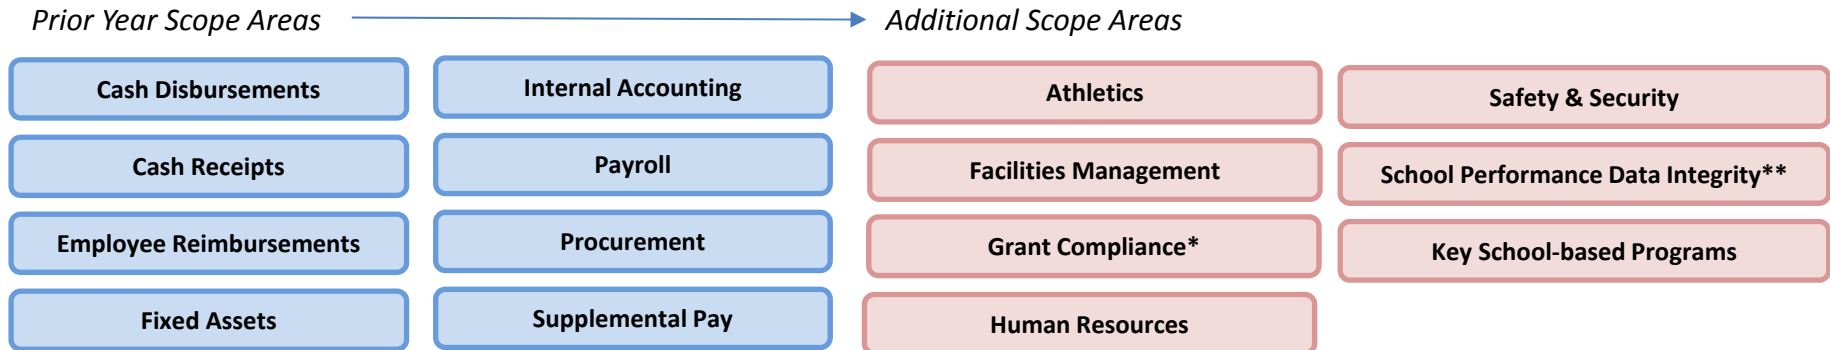 Prior Year Scope Areas
Additional Scope Areas
Cash Disbursements
Cash Receipts
Employee Reimbursements
Fixed Assets
Internal Accounting
Payroll
Procurement
Supplemental Pay
Athletics
Facilities Management
Grant Compliance*
Human Resources
Safety & Security
School Performance Data Integrity**
Key School-based Programs